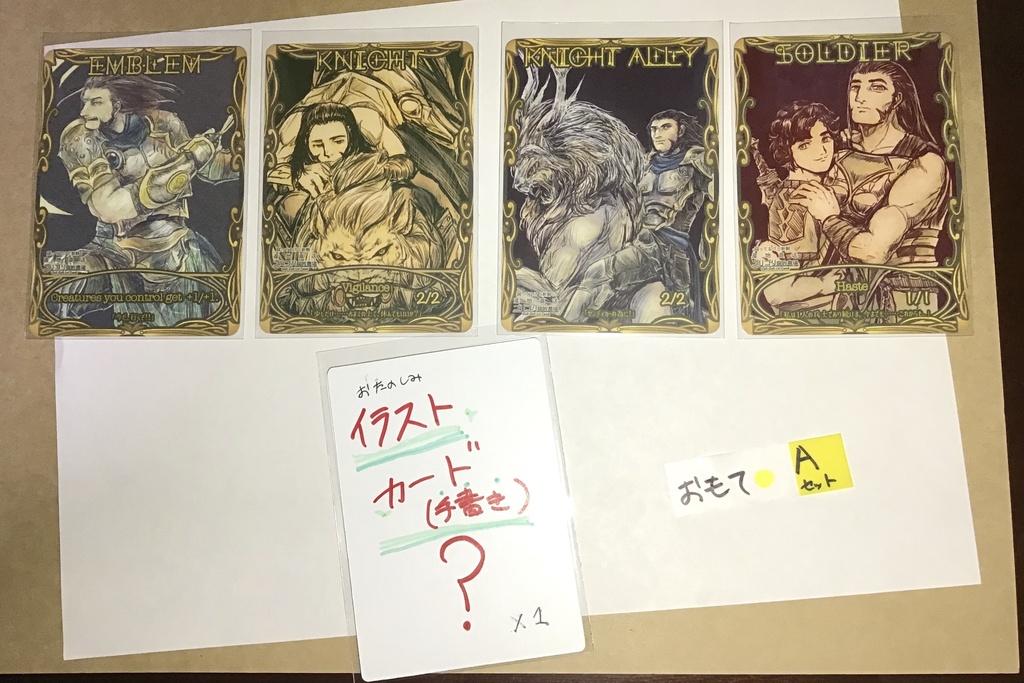 EMBLEM
Creatures you control get +1/+1.
KNIGHT
Vigilance
2/2
KNIGHT ALLY
2/2
SOLDIER
Haste
1/1
おたのしみ
イラスト
カード
(手書き)
?
x1
おもて
A
セット